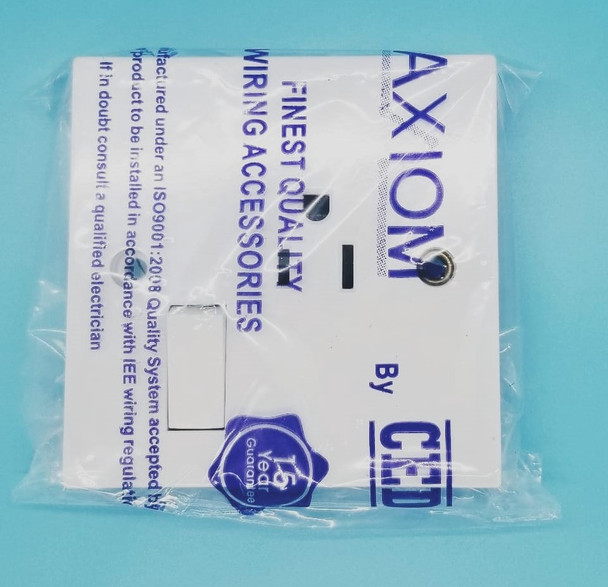 AXIOM By CED
FINEST QUALITY
WIRING ACCESSORIES
15
Year
Guarantee
factured under an ISO9001:2008 Quality System accepted by
product to be installed in accordance with IEE wiring regulati
If in doubt consult a qualified electrician